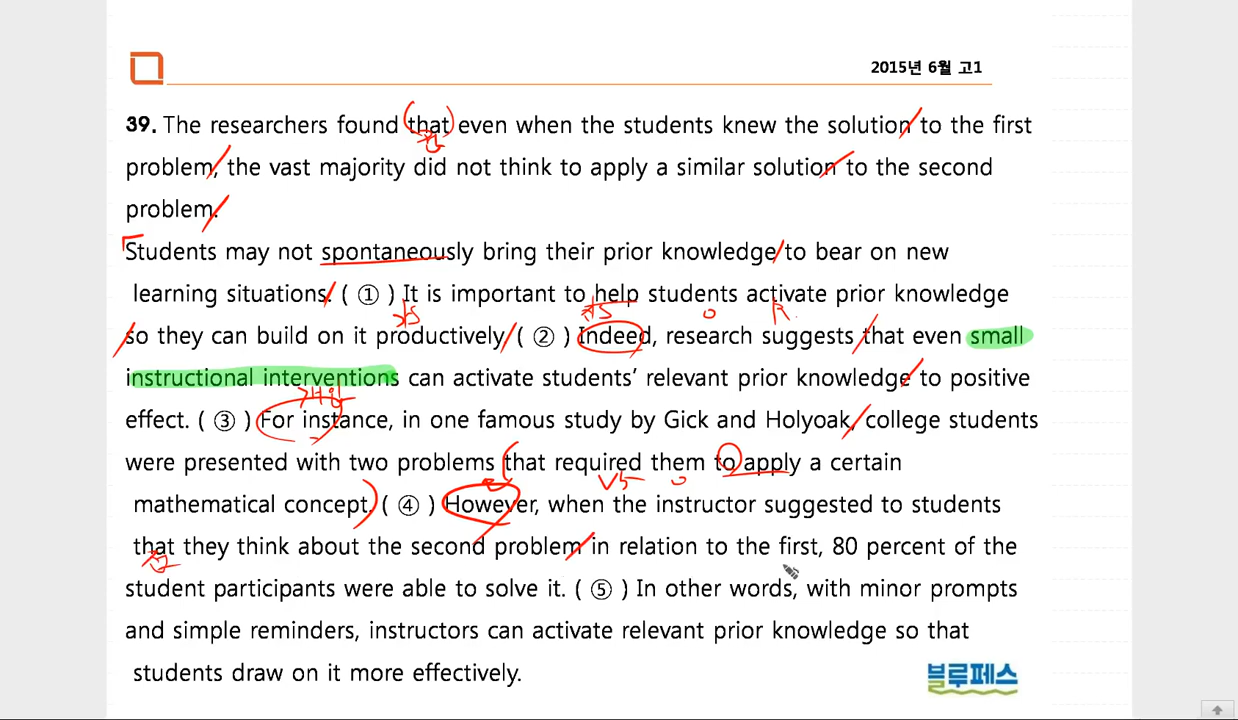 2015년 6월 고1
39. The researchers found that even when the students knew the solution to the first
problem, the vast majority did not think to apply a similar solution to the second
problem.
Students may not spontaneously bring their prior knowledge to bear on new
learning situations. ( ① ) It is important to help students activate prior knowledge
so they can build on it productively. ( ② ) Indeed, research suggests that even small
instructional interventions can activate students’ relevant prior knowledge to positive
effect. ( ③ ) For instance, in one famous study by Gick and Holyoak, college students
were presented with two problems that required them to apply a certain
mathematical concept. ( ④ ) However, when the instructor suggested to students
that they think about the second problem in relation to the first, 80 percent of the
student participants were able to solve it. ( ⑤ ) In other words, with minor prompts
and simple reminders, instructors can activate relevant prior knowledge so that
students draw on it more effectively.
블루페스